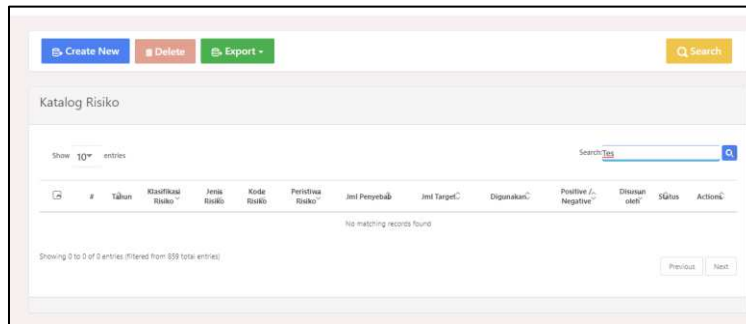 Create New Delete Export Search
Katalog Risiko
Show 10 entries Search: Tes
# Tahun Klasifikasi Risiko Jenis Risiko Kode Risiko Peristiwa Risiko Jml Penyebab Jml Target Digunakan Positive / Negative Disusun oleh Status Actions
No matching records found
Showing 0 to 0 of 0 entries (filtered from 859 total entries)
Previous Next